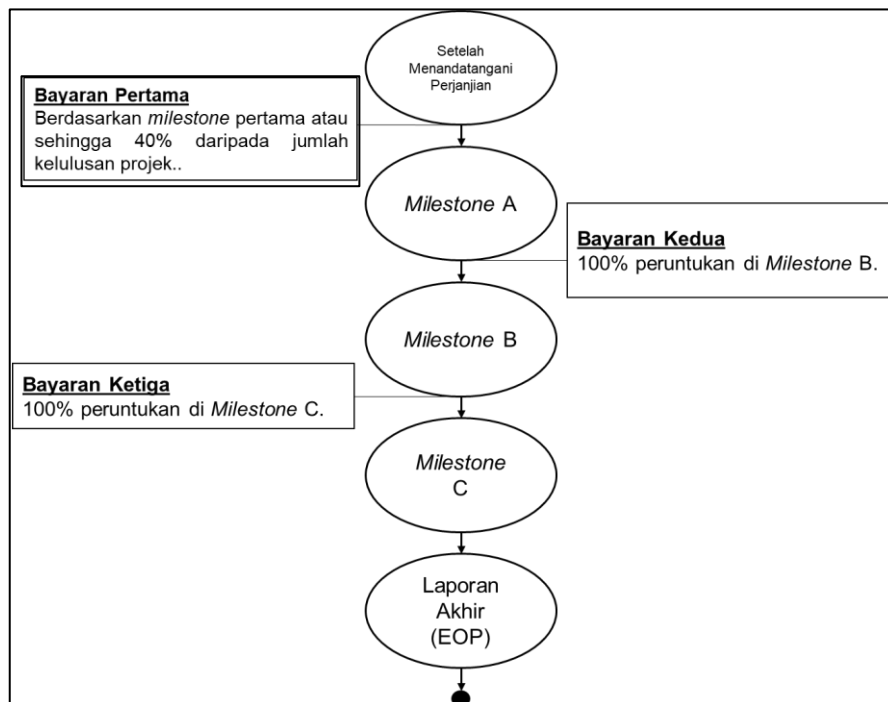 Setelah
Menandatangani
Perjanjian
Bayaran Pertama
Berdasarkan milestone pertama atau
sehingga 40% daripada jumlah
kelulusan projek..
Milestone A
Bayaran Kedua
100% peruntukan di Milestone B.
Milestone B
Bayaran Ketiga
100% peruntukan di Milestone C.
Milestone
C
Laporan
Akhir
(EOP)